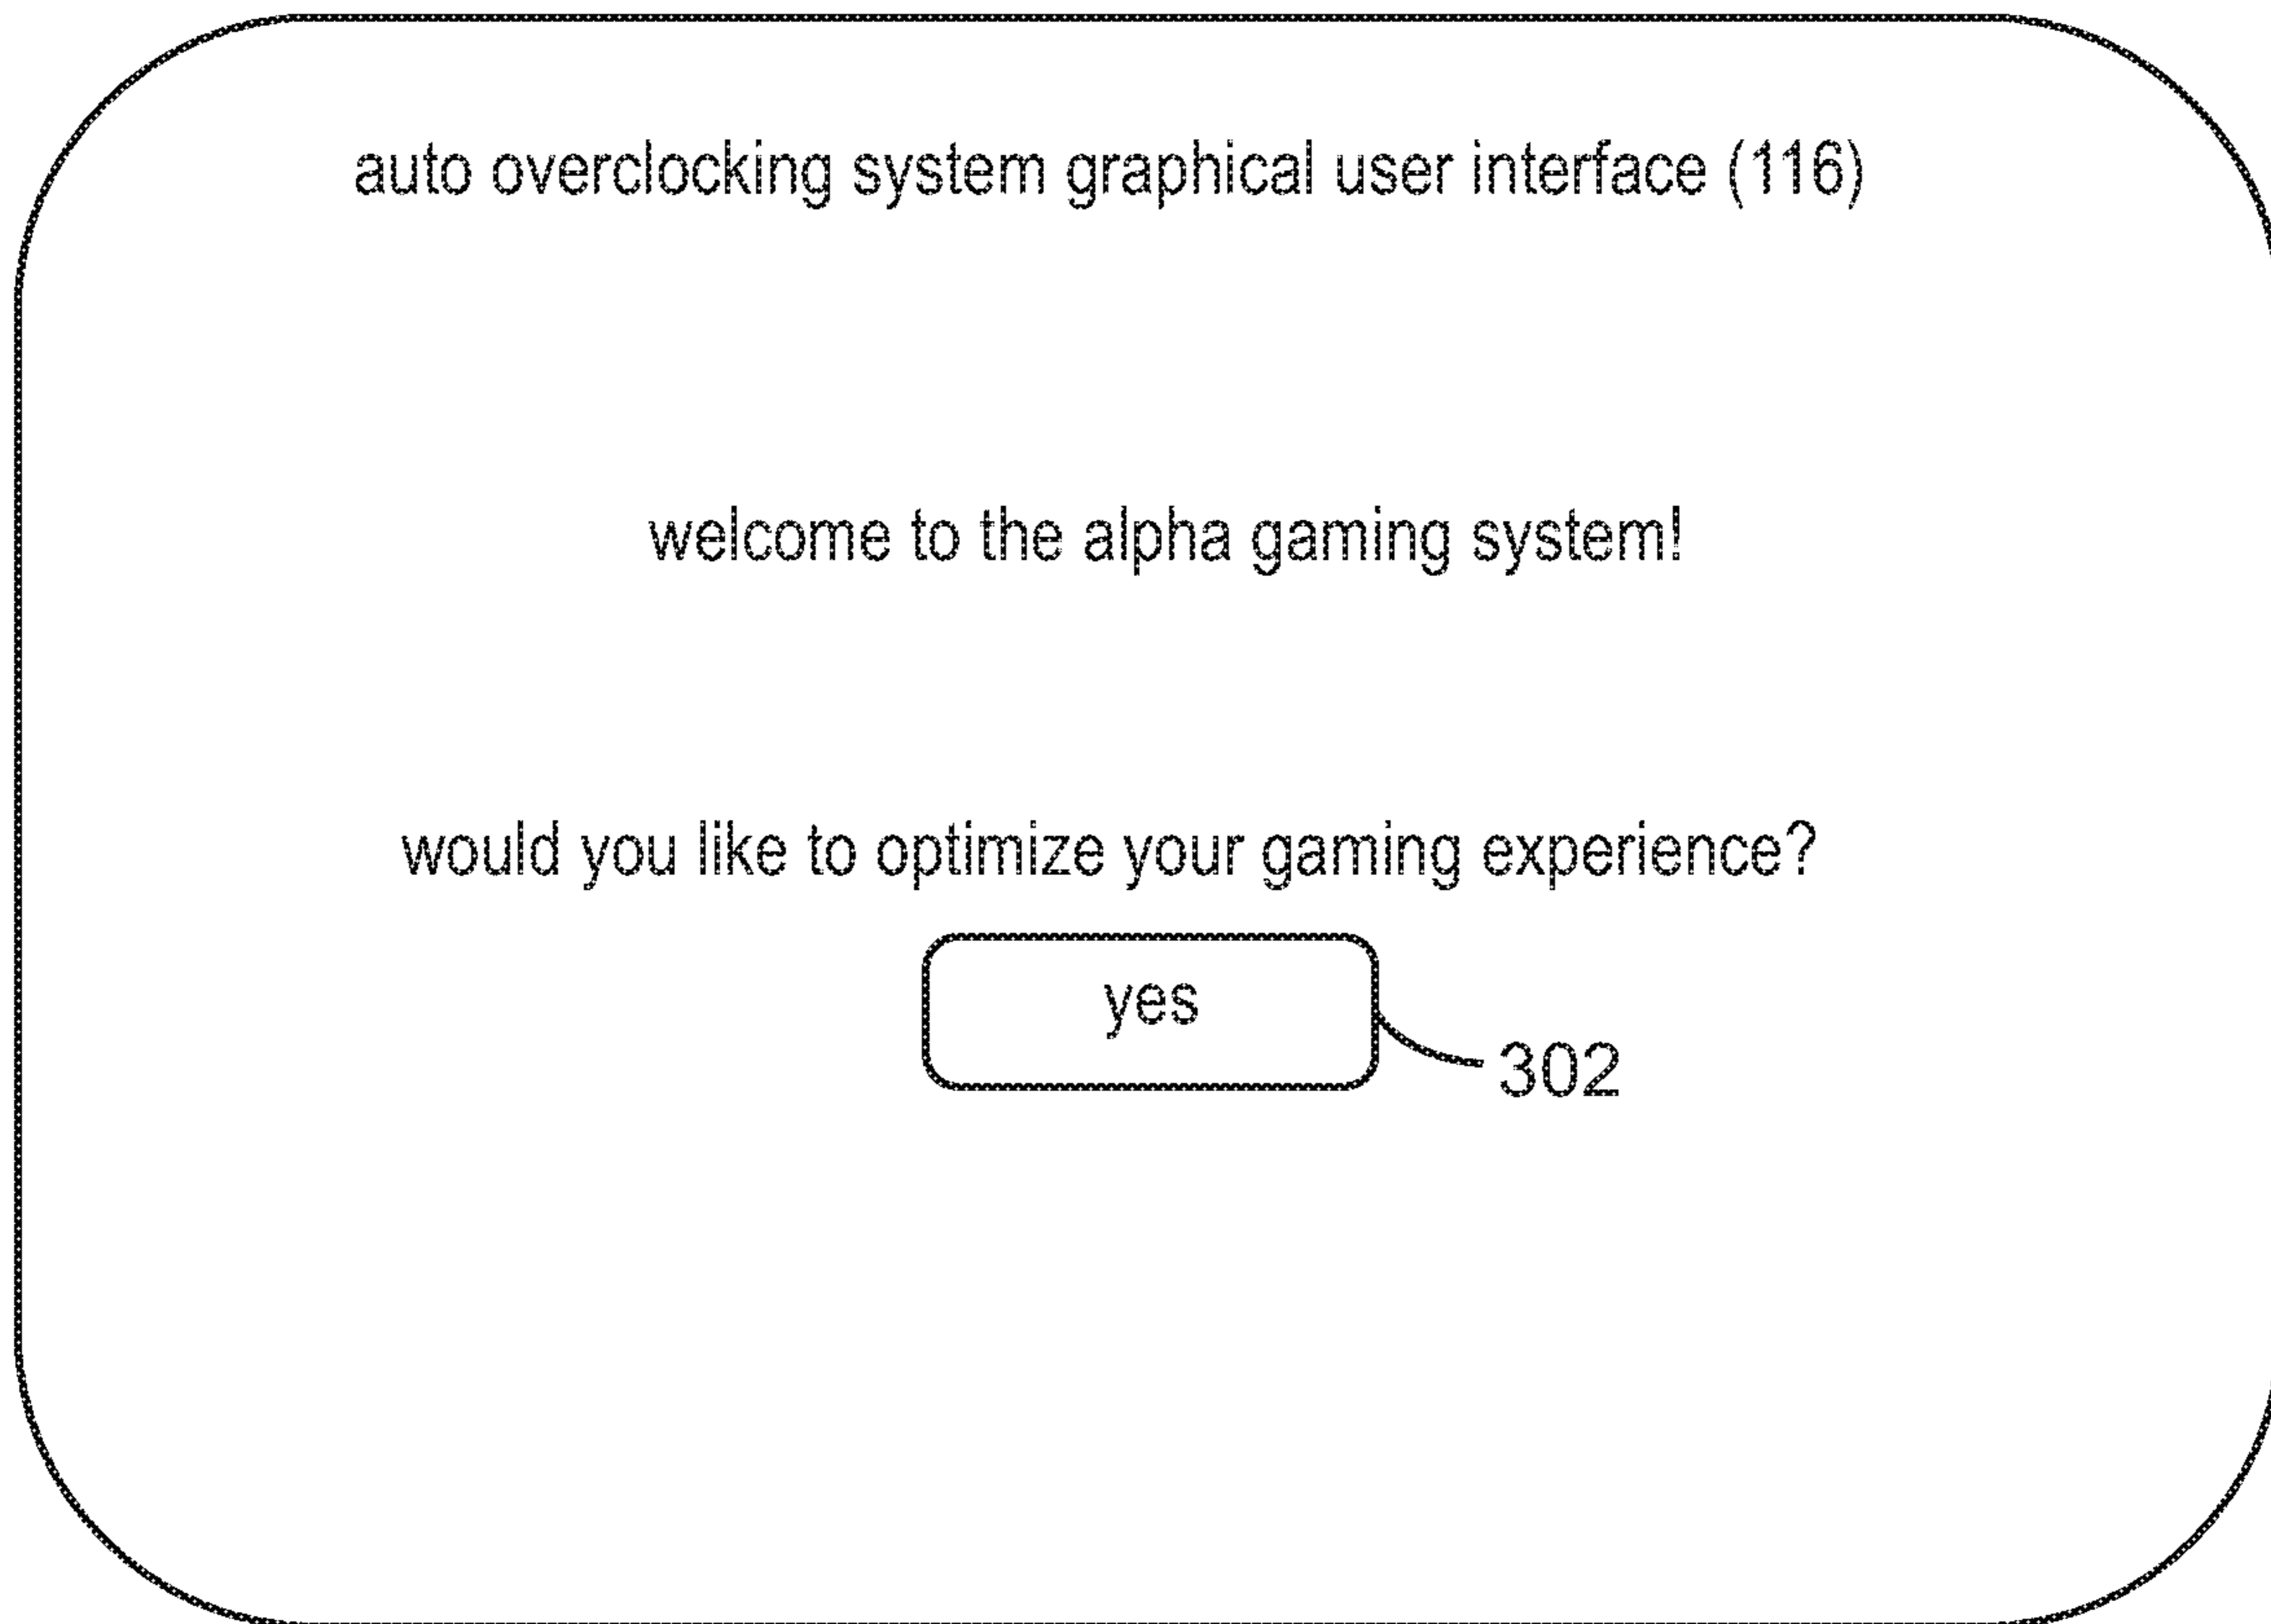 auto overclocking system graphical user interface (116)
welcome to the alpha gaming system!
would you like to optimize your gaming experience?
yes
302